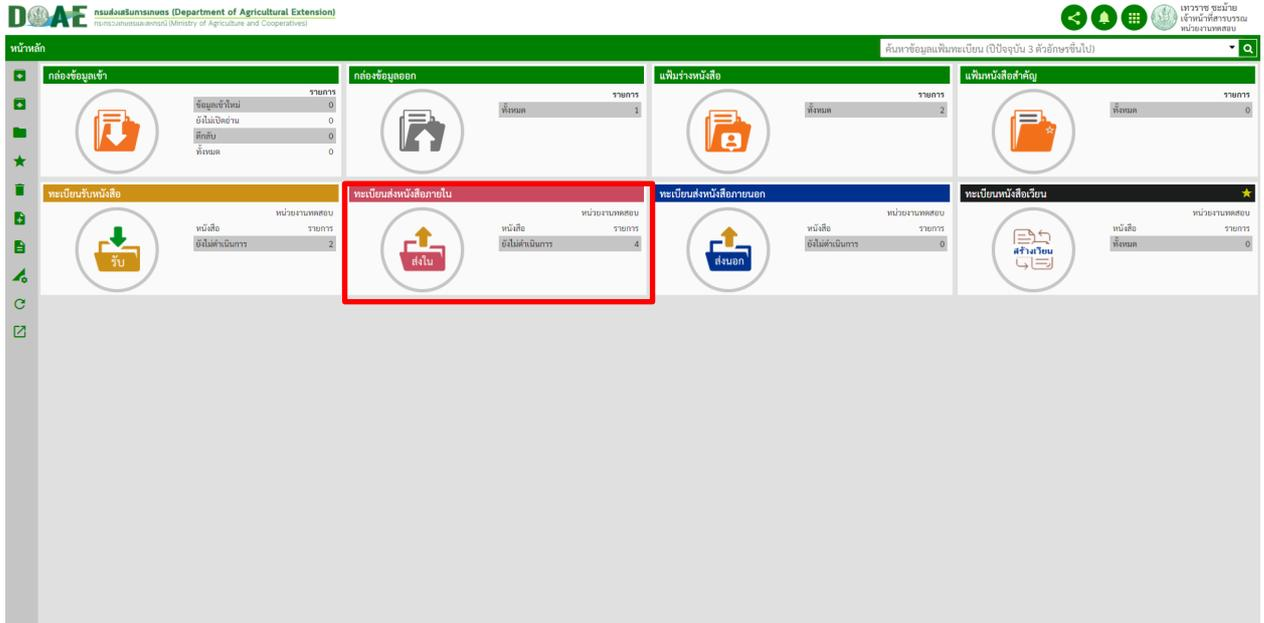 DOAE
กรมส่งเสริมการเกษตร (Department of Agricultural Extension)
กระทรวงเกษตรและสหกรณ์ (Ministry of Agriculture and Cooperatives)
เทวราช ชะม้าย
เจ้าหน้าที่สารบรรณ
หน่วยงานทดสอบ
หน้าหลัก
ค้นหาข้อมูลแฟ้มทะเบียน (ปีปัจจุบัน 3 ตัวอักษรขึ้นไป)
กล่องข้อมูลเข้า
รายการ
ข้อมูลเข้าใหม่ 0
ยังไม่เปิดอ่าน 0
ตีกลับ 0
ทั้งหมด 0
กล่องข้อมูลออก
รายการ
ทั้งหมด 1
แฟ้มร่างหนังสือ
รายการ
ทั้งหมด 2
แฟ้มหนังสือสำคัญ
รายการ
ทั้งหมด 0
ทะเบียนรับหนังสือ
หน่วยงานทดสอบ
หนังสือ รายการ
ยังไม่ดำเนินการ 2
รับ
ทะเบียนส่งหนังสือภายใน
หน่วยงานทดสอบ
หนังสือ รายการ
ยังไม่ดำเนินการ 4
ส่งใน
ทะเบียนส่งหนังสือภายนอก
หน่วยงานทดสอบ
หนังสือ รายการ
ยังไม่ดำเนินการ 0
ส่งนอก
ทะเบียนหนังสือเวียน
หน่วยงานทดสอบ
หนังสือ รายการ
ทั้งหมด 0
สร้างเวียน